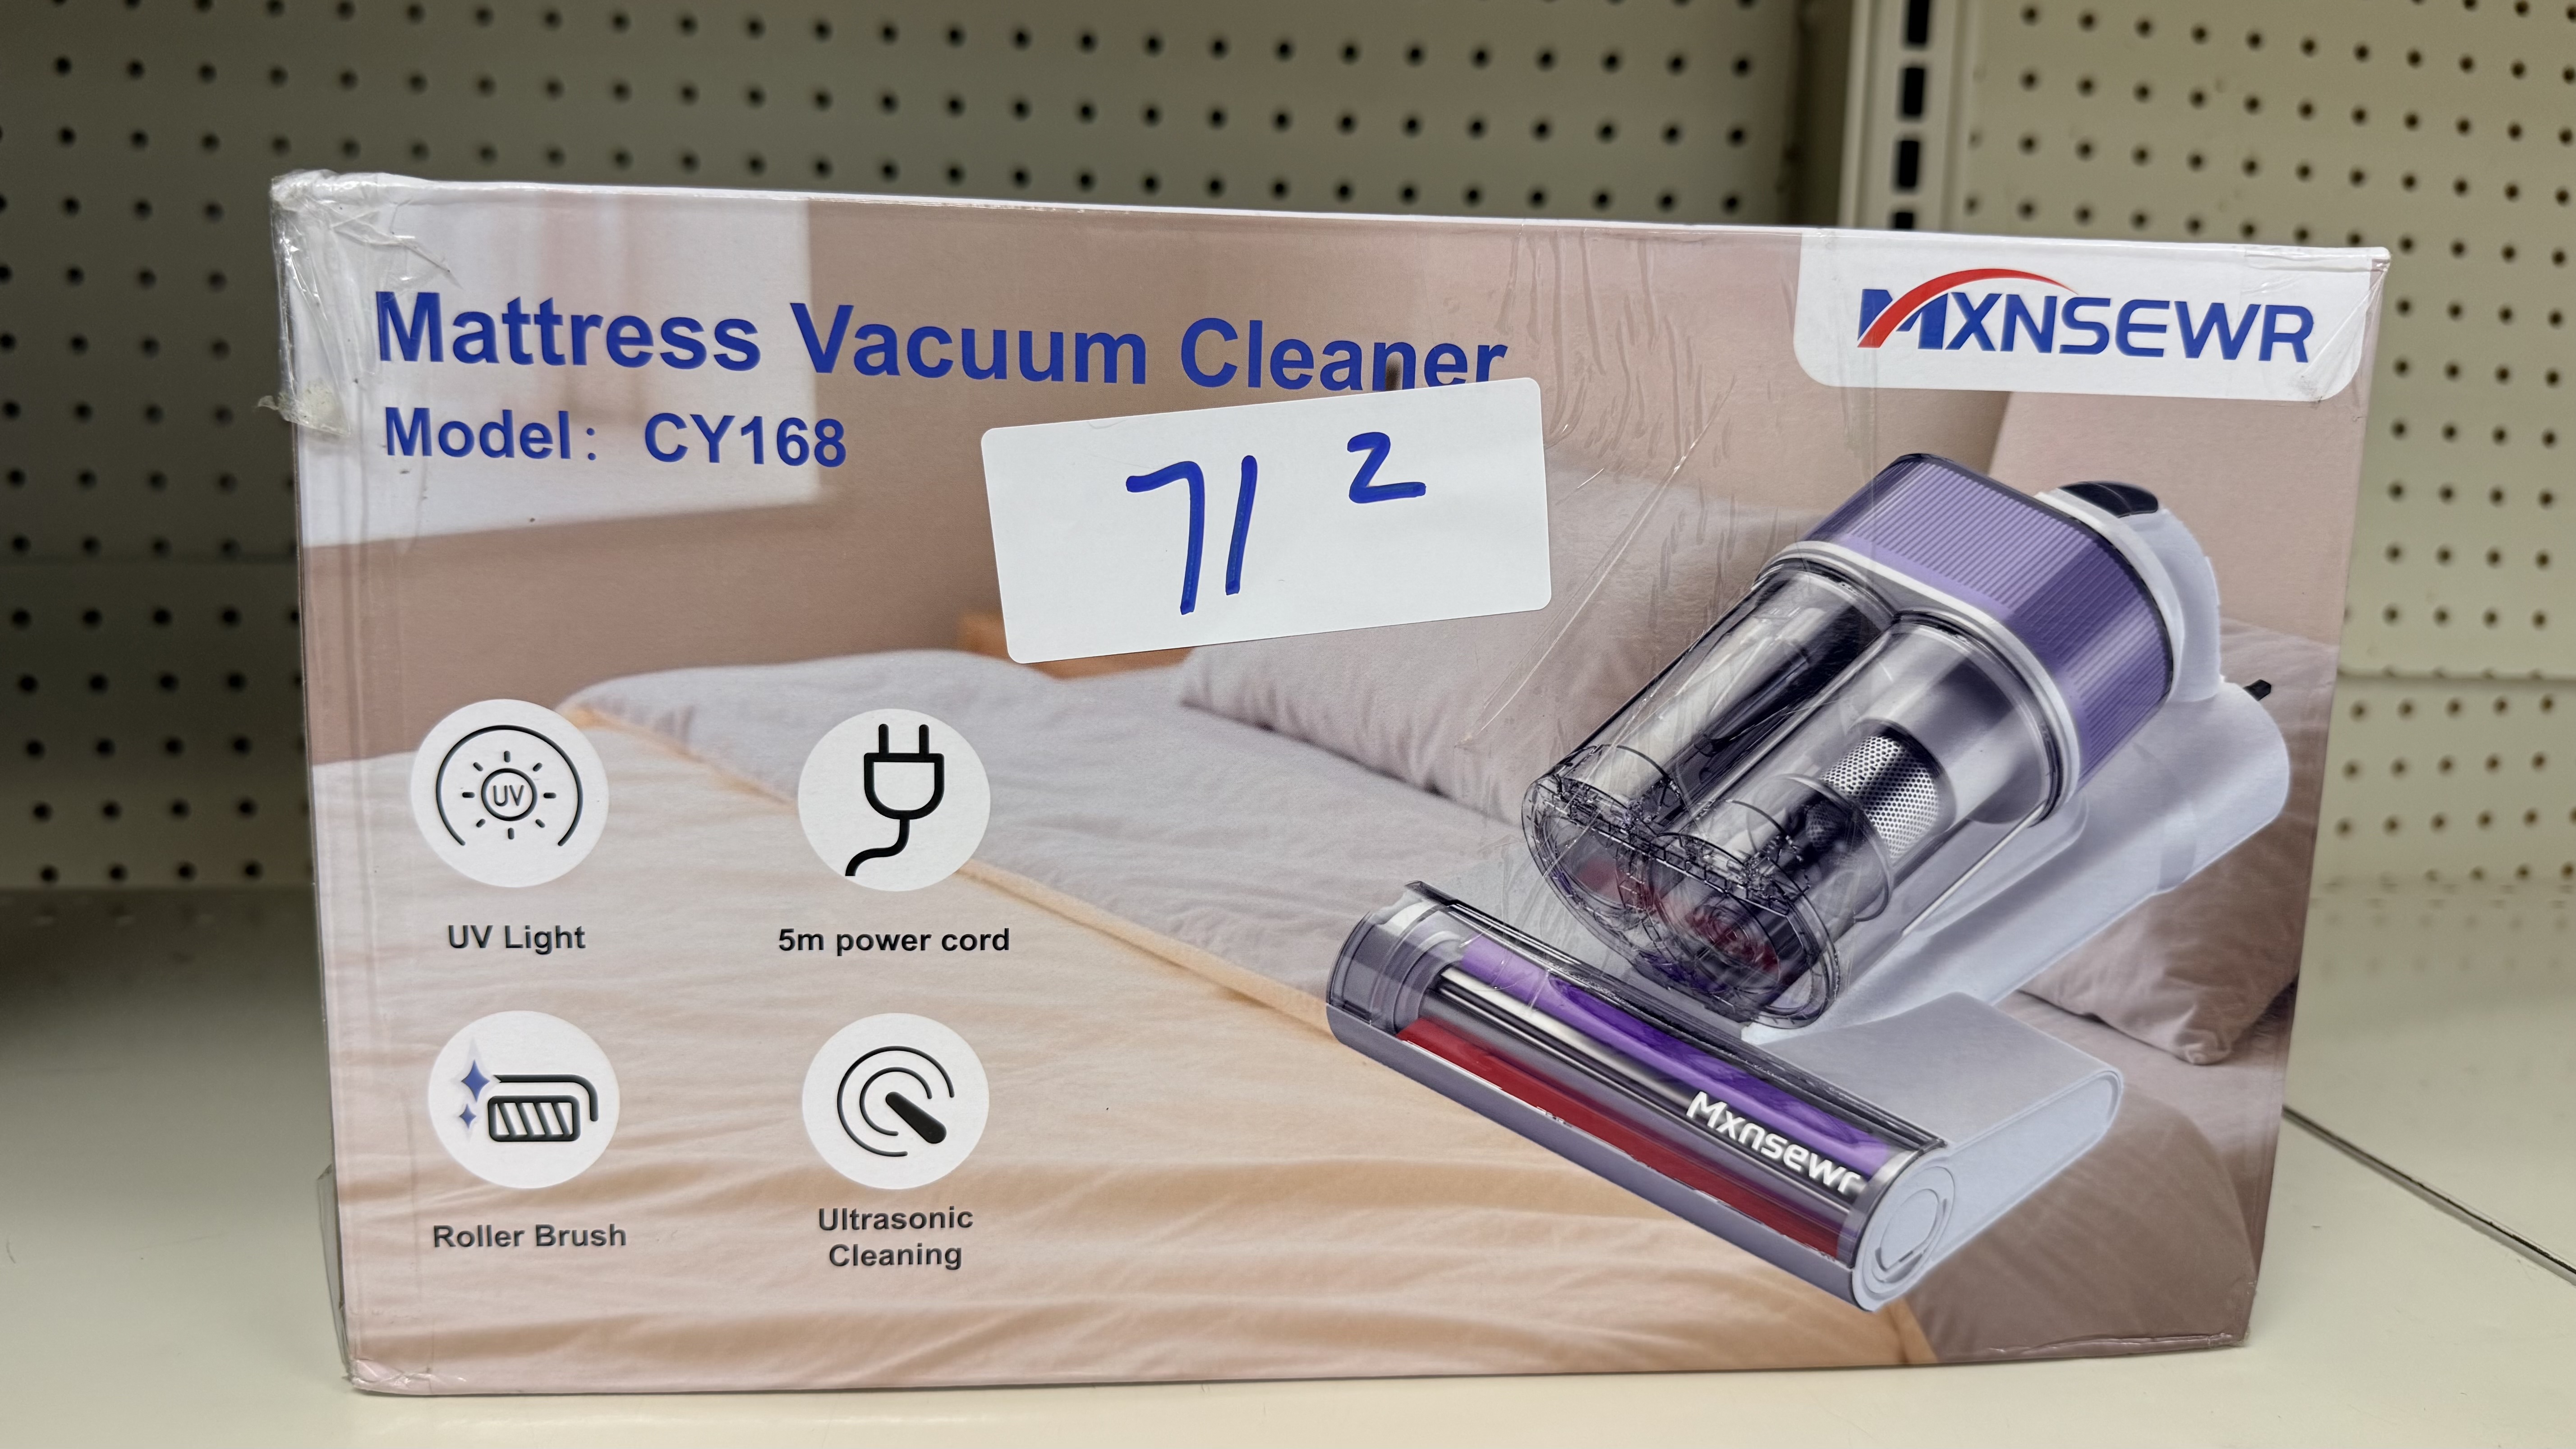 MXNSEWR
Mattress Vacuum Cleaner
Model: CY168
71 2
UV
UV Light
5m power cord
Roller Brush
Ultrasonic
Cleaning
Mxnsewr